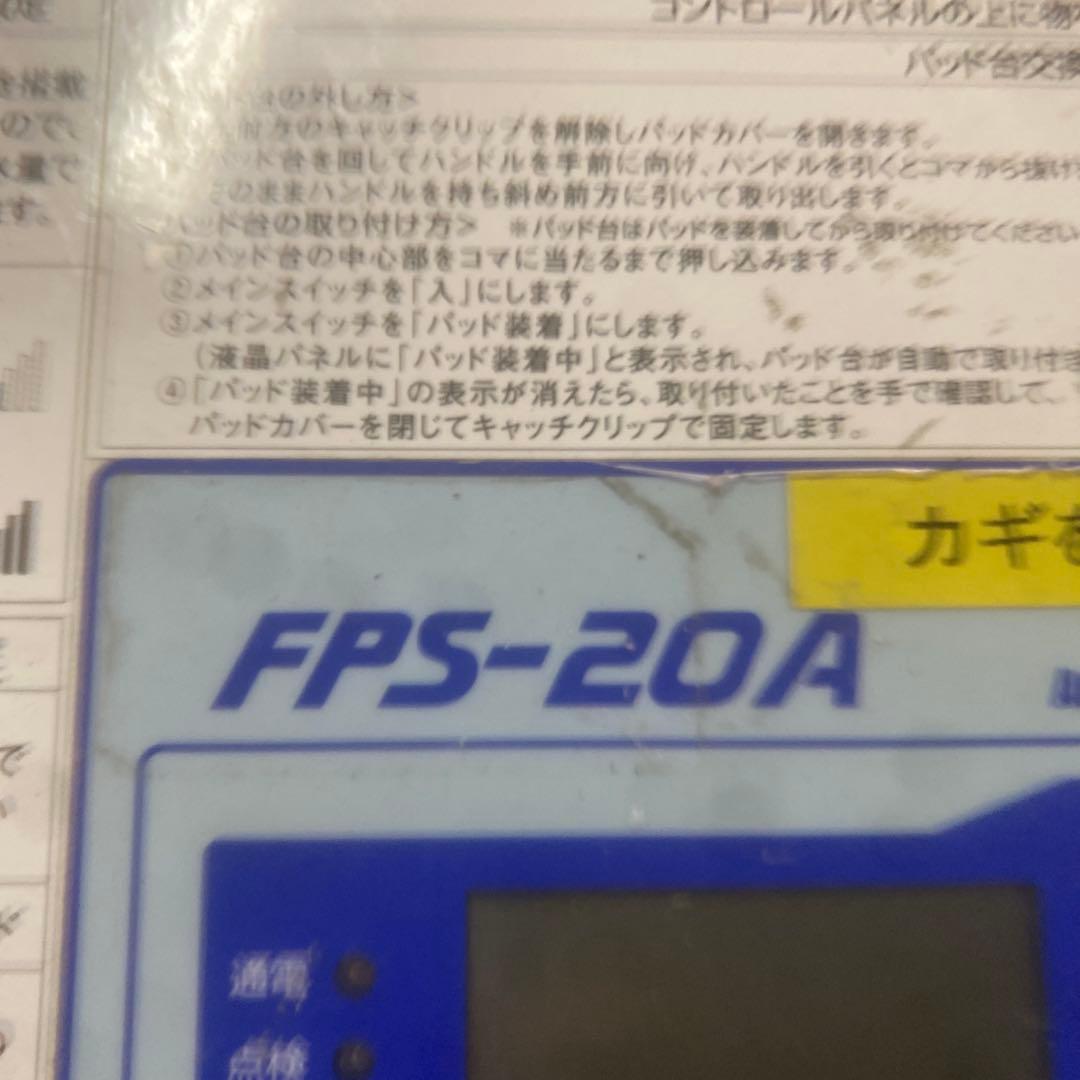 コントロールパネルの上に物
パッド台交換
の外し方>
のキャッチクリップを解除しパッドカバーを開きます。
パッド台を回してハンドルを手前に向け、ハンドルを引くとコマから抜け
そのままハンドルを持ち斜め前方に引いて取り出します。
パッド台の取り付け方> ※パッド台はパッドを装着してから取り付けてください
①パッド台の中心部をコマに当たるまで押し込みます。
②メインスイッチを「入」にします。
③メインスイッチを「パッド装着」にします。
(液晶パネルに「パッド装着中」と表示され、パッド台が自動で取り付き
④「パッド装着中」の表示が消えたら、取り付いたことを手で確認して、
パッドカバーを閉じてキャッチクリップで固定します。
を搭載
ので、
水量で
ます。
カギを
FPS-20A
で
通電
点検